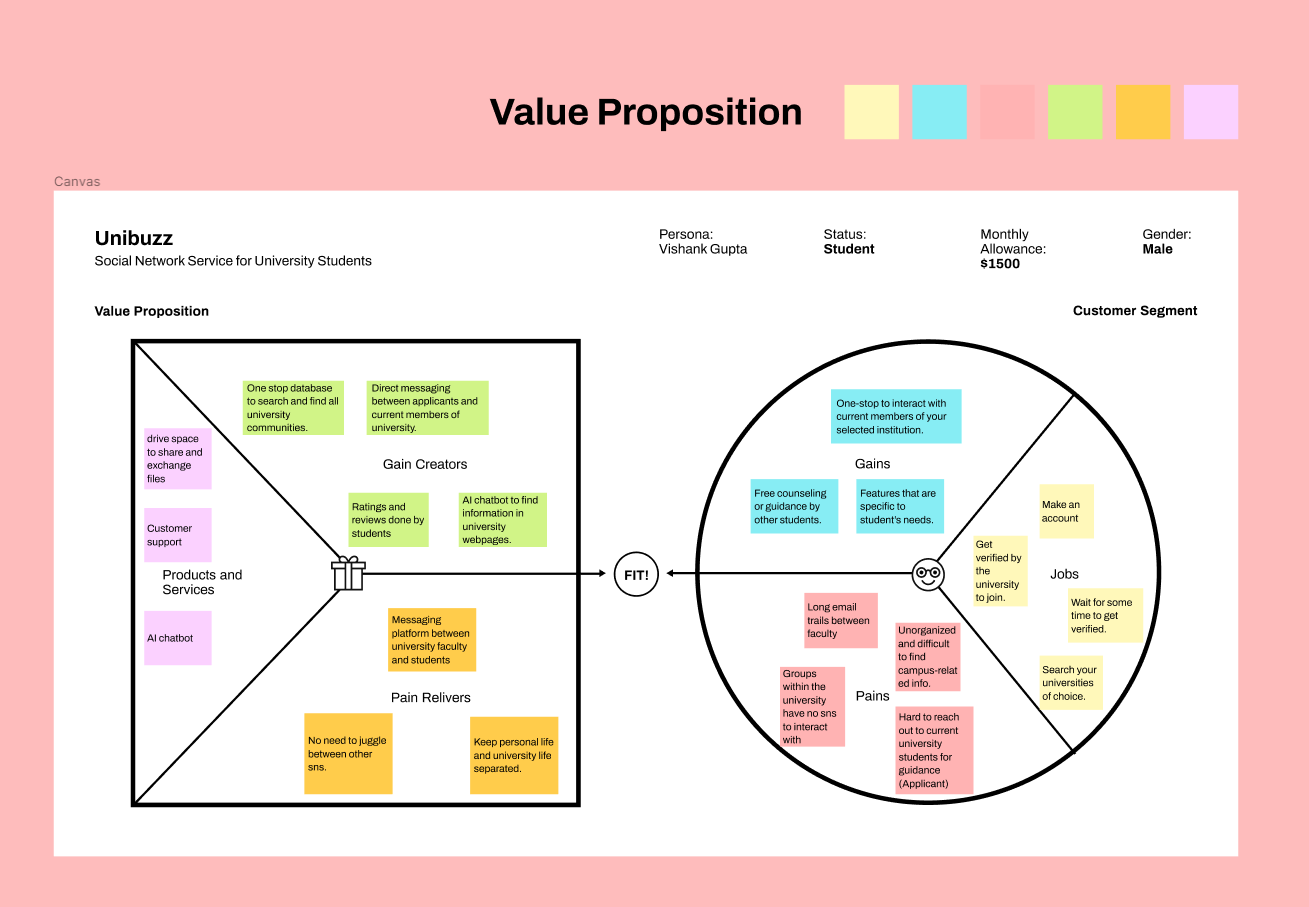 Value Proposition
Canvas
Unibuzz
Social Network Service for University Students
Persona:
Vishank Gupta
Status:
Student
Monthly
Allowance:
$1500
Gender:
Male
Value Proposition
Customer Segment
One stop database
to search and find all
university
communities.
Direct messaging
between applicants and
current members of
university.
drive space
to share and
exchange
files
Gain Creators
Ratings and
reviews done by
students
AI chatbot to find
information in
university
webpages.
Customer
support
Products and
Services
AI chatbot
Messaging
platform between
university faculty
and students
Pain Relivers
No need to juggle
between other
sns.
Keep personal life
and university life
separated.
FIT!
One-stop to interact with
current members of your
selected institution.
Gains
Free counseling
or guidance by
other students.
Features that are
specific to
student's needs.
Make an
account
Get
verified by
the
university
to join.
Jobs
Wait for some
time to get
verified.
Search your
universities
of choice.
Long email
trails between
faculty
Unorganized
and difficult
to find
campus-relat
ed info.
Groups
within the
university
have no sns
to interact
with
Pains
Hard to reach
out to current
university
students for
guidance
(Applicant)